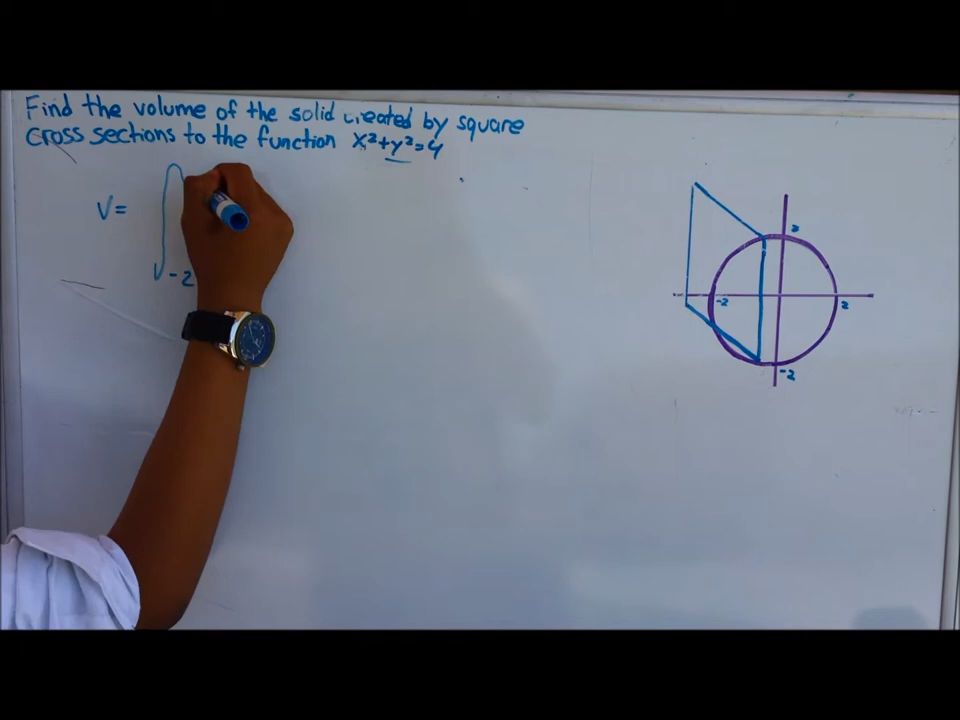 Find the volume of the solid created by square
cross sections to the function x²+y²=4
V= ∫ -2
2
-2
2
-2